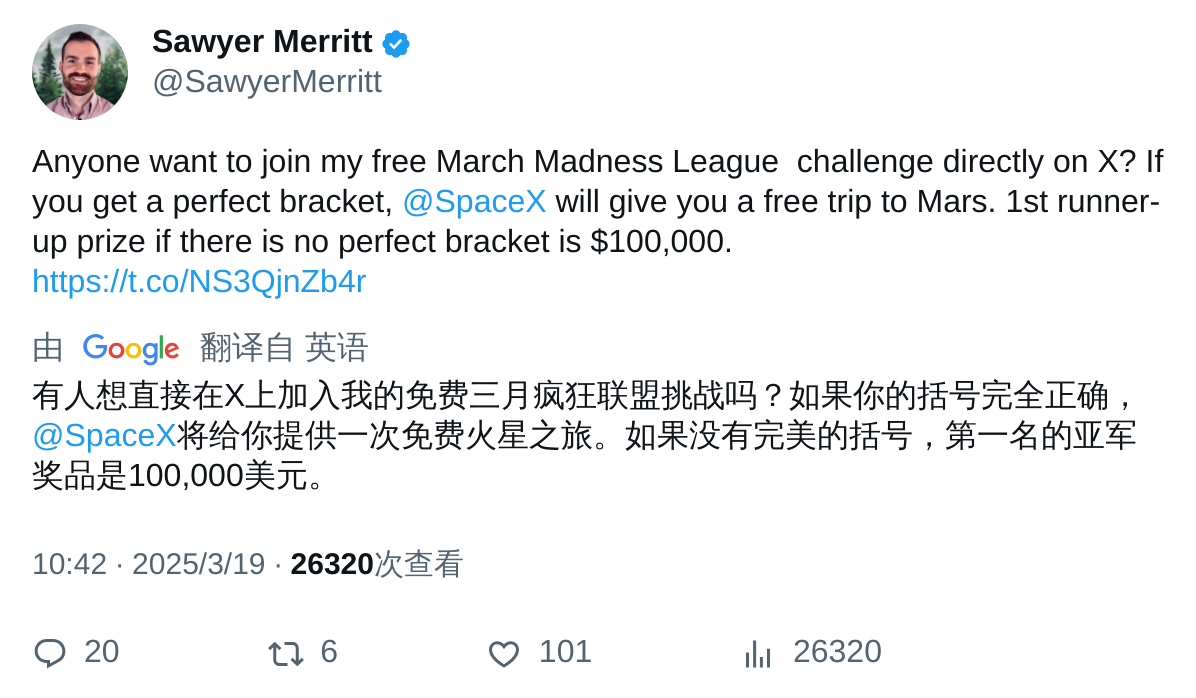 Sawyer Merritt
@SawyerMerritt
Anyone want to join my free March Madness League  challenge directly on X? If
you get a perfect bracket, @SpaceX will give you a free trip to Mars. 1st runner-
up prize if there is no perfect bracket is $100,000.
https://t.co/NS3QjnZb4r
由 Google 翻译自 英语
有人想直接在X上加入我的免费三月疯狂联盟挑战吗？如果你的括号完全正确，
@SpaceX将给你提供一次免费火星之旅。如果没有完美的括号，第一名的亚军
奖品是100,000美元。
10:42 · 2025/3/19 · 26320次查看
20 6 101 26320